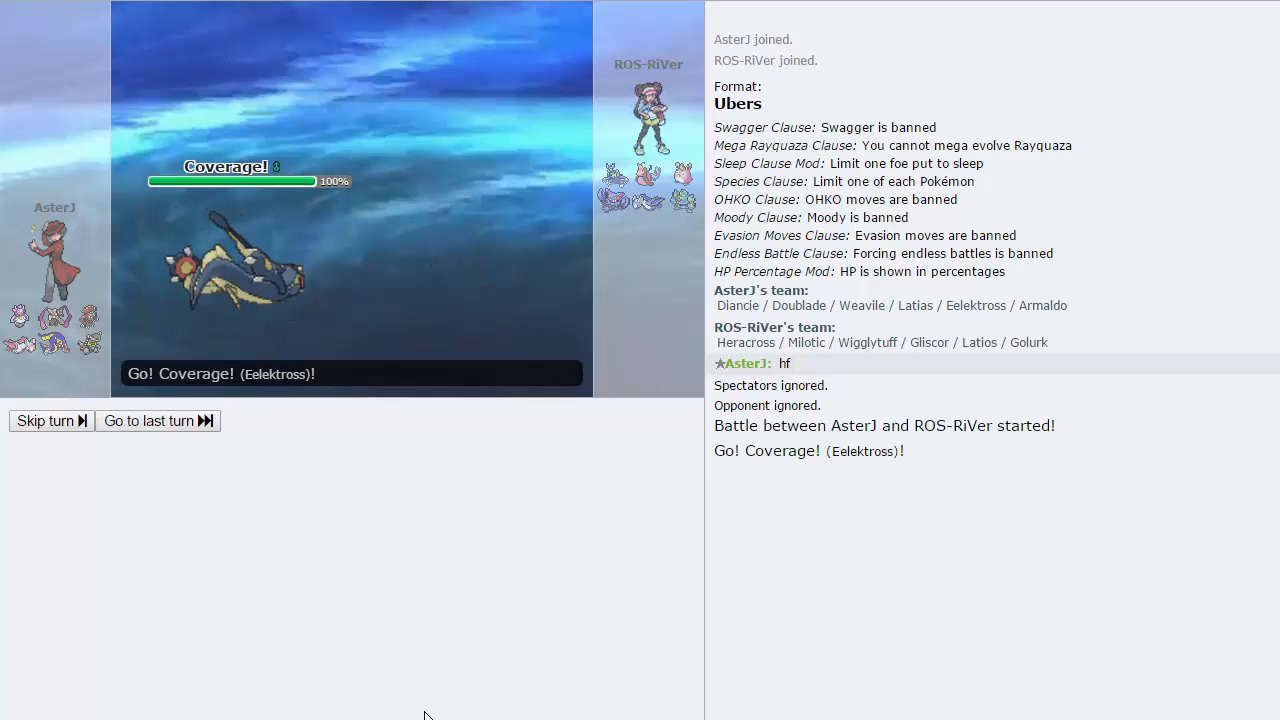 ROS-RiVer
Coverage!
100%
AsterJ
Go! Coverage! (Eelektross)!
Skip turn
Go to last turn
AsterJ joined.
ROS-RiVer joined.
Format:
Ubers
Swagger Clause: Swagger is banned
Mega Rayquaza Clause: You cannot mega evolve Rayquaza
Sleep Clause Mod: Limit one foe put to sleep
Species Clause: Limit one of each Pokémon
OHKO Clause: OHKO moves are banned
Moody Clause: Moody is banned
Evasion Moves Clause: Evasion moves are banned
Endless Battle Clause: Forcing endless battles is banned
HP Percentage Mod: HP is shown in percentages
AsterJ's team:
Diancie / Doublade / Weavile / Latias / Eelektross / Armaldo
ROS-RiVer's team:
Heracross / Milotic / Wigglytuff / Gliscor / Latios / Golurk
★AsterJ: hf
Spectators ignored.
Opponent ignored.
Battle between AsterJ and ROS-RiVer started!
Go! Coverage! (Eelektross)!